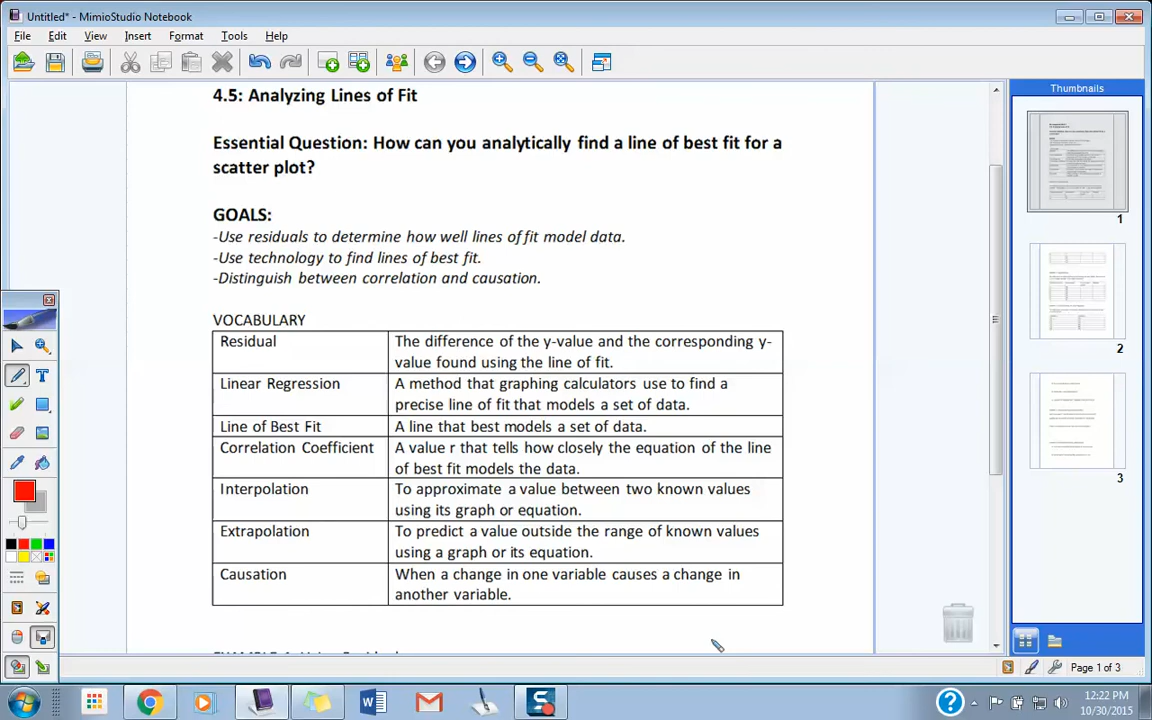 Untitled* - MimioStudio Notebook
File Edit View Insert Format Tools Help
4.5: Analyzing Lines of Fit
Essential Question: How can you analytically find a line of best fit for a
scatter plot?
GOALS:
-Use residuals to determine how well lines of fit model data.
-Use technology to find lines of best fit.
-Distinguish between correlation and causation.
VOCABULARY
Residual
The difference of the y-value and the corresponding y-
value found using the line of fit.
Linear Regression
A method that graphing calculators use to find a
precise line of fit that models a set of data.
Line of Best Fit
A line that best models a set of data.
Correlation Coefficient
A value r that tells how closely the equation of the line
of best fit models the data.
Interpolation
To approximate a value between two known values
using its graph or equation.
Extrapolation
To predict a value outside the range of known values
using a graph or its equation.
Causation
When a change in one variable causes a change in
another variable.
Thumbnails
1
2
3
Page 1 of 3
12:22 PM
10/30/2015